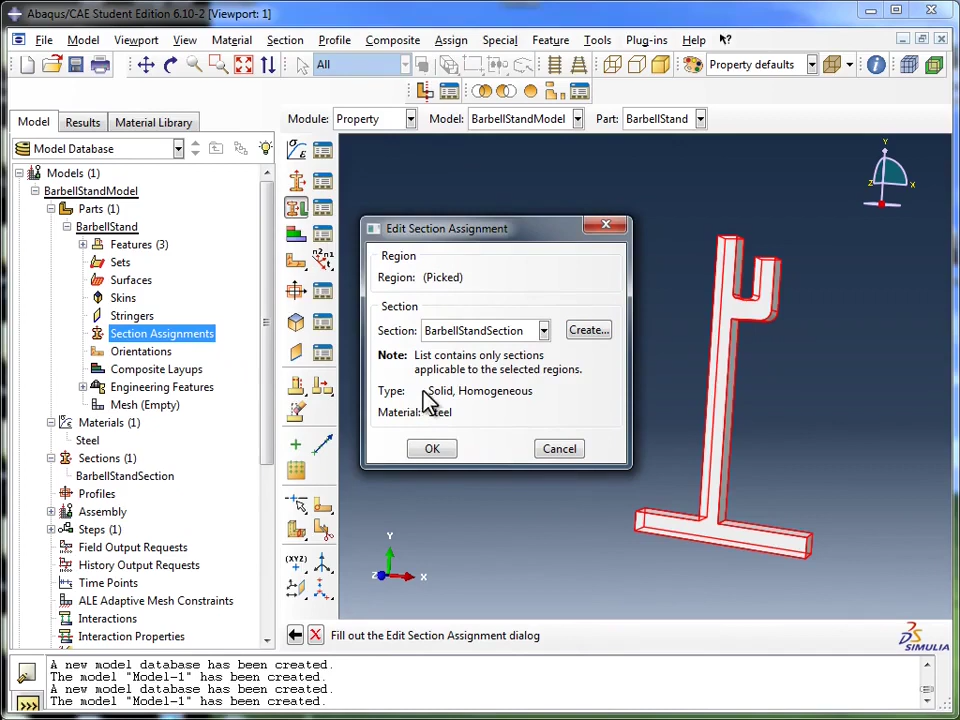 Abaqus/CAE Student Edition 6.10-2 [Viewport: 1]
File Model Viewport View Material Section Profile Composite Assign Special Feature Tools Plug-ins Help
All
Property defaults
Model Results Material Library
Module: Property Model: BarbellStandModel Part: BarbellStand
Model Database
Models (1)
BarbellStandModel
Parts (1)
BarbellStand
Features (3)
Sets
Surfaces
Skins
Stringers
Section Assignments
Orientations
Composite Layups
Engineering Features
Mesh (Empty)
Materials (1)
Steel
Sections (1)
BarbellStandSection
Profiles
Assembly
Steps (1)
Field Output Requests
History Output Requests
Time Points
ALE Adaptive Mesh Constraints
Interactions
Interaction Properties
(XYZ)
n2
n1
t
Edit Section Assignment
Region
Region: (Picked)
Section
Section: BarbellStandSection Create...
Note: List contains only sections
applicable to the selected regions.
Type: Solid, Homogeneous
Material: Steel
OK Cancel
Y
Z X
Y
Z X
Fill out the Edit Section Assignment dialog
SIMULIA
A new model database has been created.
The model "Model-1" has been created.
A new model database has been created.
The model "Model-1" has been created.
>>>